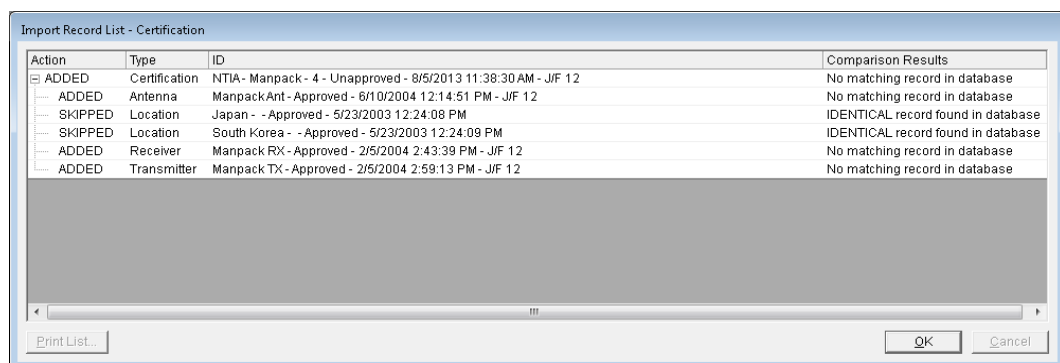 Import Record List - Certification
Action Type ID Comparison Results
ADDED Certification NTIA - Manpack - 4 - Unapproved - 8/5/2013 11:38:30 AM - J/F 12 No matching record in database
ADDED Antenna Manpack Ant - Approved - 6/10/2004 12:14:51 PM - J/F 12 No matching record in database
SKIPPED Location Japan - - Approved - 5/23/2003 12:24:08 PM IDENTICAL record found in database
SKIPPED Location South Korea - - Approved - 5/23/2003 12:24:09 PM IDENTICAL record found in database
ADDED Receiver Manpack RX - Approved - 2/5/2004 2:43:39 PM - J/F 12 No matching record in database
ADDED Transmitter Manpack TX - Approved - 2/5/2004 2:59:13 PM - J/F 12 No matching record in database
Print List... OK Cancel